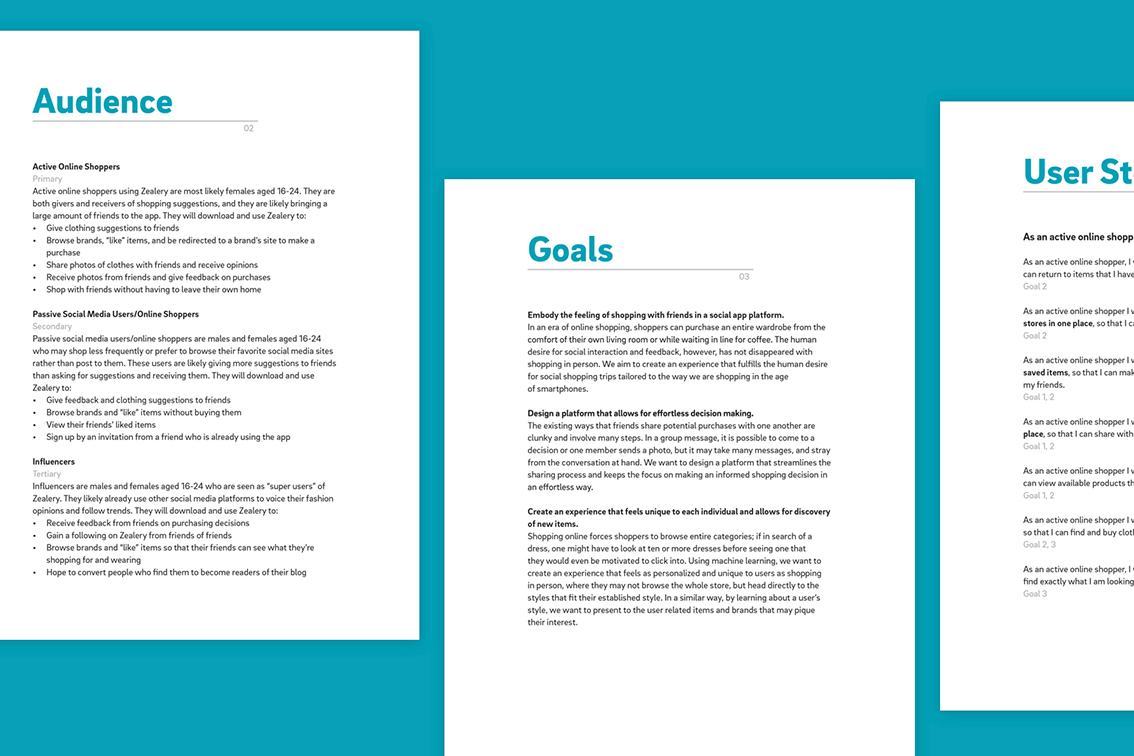 Audience
02
Active Online Shoppers
Primary
Active online shoppers using Zealery are most likely females aged 16-24. They are
both givers and receivers of shopping suggestions, and they are likely bringing a
large amount of friends to the app. They will download and use Zealery to:
• Give clothing suggestions to friends
• Browse brands, “like” items, and be redirected to a brand's site to make a
purchase
• Share photos of clothes with friends and receive opinions
• Receive photos from friends and give feedback on purchases
• Shop with friends without having to leave their own home
Passive Social Media Users/Online Shoppers
Secondary
Passive social media users/online shoppers are males and females aged 16-24
who may shop less frequently or prefer to browse their favorite social media sites
rather than post to them. These users are likely giving more suggestions to friends
than asking for suggestions and receiving them. They will download and use
Zealery to:
• Give feedback and clothing suggestions to friends
• Browse brands and “like” items without buying them
• View their friends' liked items
• Sign up by an invitation from a friend who is already using the app
Influencers
Tertiary
Influencers are males and females aged 16-24 who are seen as “super users” of
Zealery. They likely already use other social media platforms to voice their fashion
opinions and follow trends. They will download and use Zealery to:
• Receive feedback from friends on purchasing decisions
• Gain a following on Zealery from friends of friends
• Browse brands and “like” items so that their friends can see what they're
shopping for and wearing
• Hope to convert people who find them to become readers of their blog
Goals
03
Embody the feeling of shopping with friends in a social app platform.
In an era of online shopping, shoppers can purchase an entire wardrobe from the
comfort of their own living room or while waiting in line for coffee. The human
desire for social interaction and feedback, however, has not disappeared with
shopping in person. We aim to create an experience that fulfills the human desire
for social shopping trips tailored to the way we are shopping in the age
of smartphones.
Design a platform that allows for effortless decision making.
The existing ways that friends share potential purchases with one another are
clunky and involve many steps. In a group message, it is possible to come to a
decision or one member sends a photo, but it may take many messages, and stray
from the conversation at hand. We want to design a platform that streamlines the
sharing process and keeps the focus on making an informed shopping decision in
an effortless way.
Create an experience that feels unique to each individual and allows for discovery
of new items.
Shopping online forces shoppers to browse entire categories; if in search of a
dress, one might have to look at ten or more dresses before seeing one that
they would even be motivated to click into. Using machine learning, we want to
create an experience that feels as personalized and unique to users as shopping
in person, where they may not browse the whole store, but head directly to the
styles that fit their established style. In a similar way, by learning about a user's
style, we want to present to the user related items and brands that may pique
their interest.
User St
As an active online shopp
As an active online shopper, I
can return to items that I have
Goal 2
As an active online shopper I v
stores in one place, so that I c
Goal 2
As an active online shopper I v
saved items, so that I can mak
my friends.
Goal 1, 2
As an active online shopper I v
place, so that I can share with
Goal 1, 2
As an active online shopper I v
can view available products th
Goal 1, 2
As an active online shopper I v
so that I can find and buy clot
Goal 2, 3
As an active online shopper, I
find exactly what I am looking
Goal 3